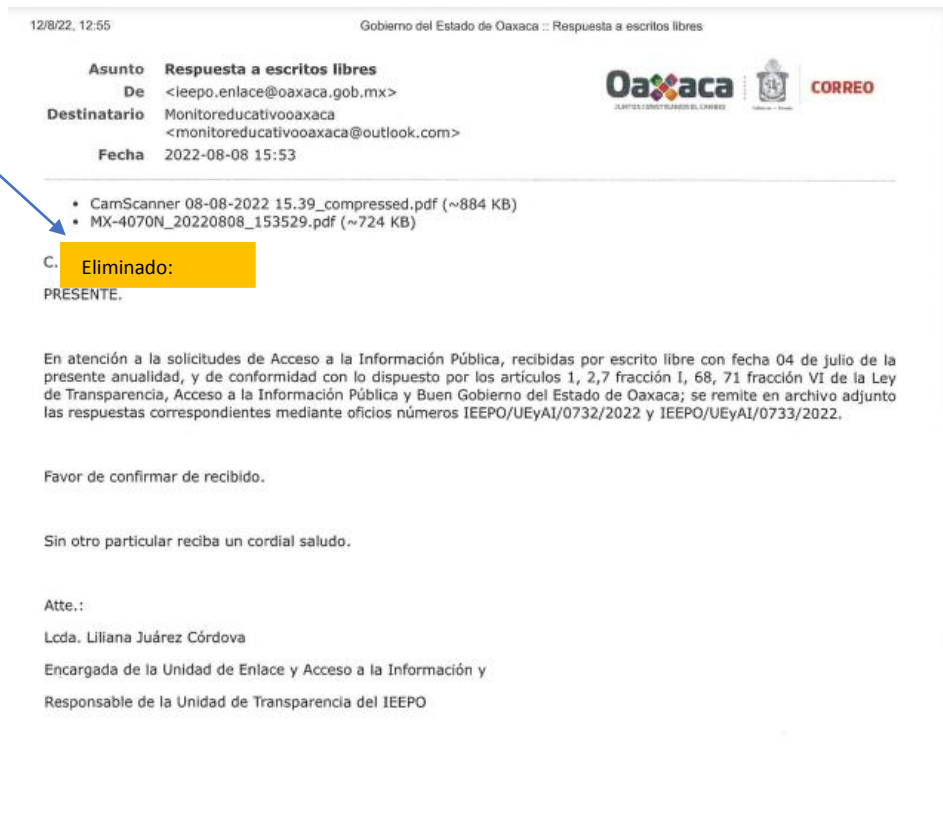 12/8/22, 12:55
Gobierno del Estado de Oaxaca :: Respuesta a escritos libres
Asunto Respuesta a escritos libres
De <ieepo.enlace@oaxaca.gob.mx>
Destinatario Monitoreducativooaxaca
<monitoreducativooaxaca@outlook.com>
Fecha 2022-08-08 15:53
Oaxaca
JUNTOS CONSTRUIMOS EL CAMBIO
CORREO
• CamScanner 08-08-2022 15.39_compressed.pdf (~884 KB)
• MX-4070N_20220808_153529.pdf (~724 KB)
C. Eliminado:
PRESENTE.
En atención a la solicitudes de Acceso a la Información Pública, recibidas por escrito libre con fecha 04 de julio de la
presente anualidad, y de conformidad con lo dispuesto por los artículos 1, 2,7 fracción I, 68, 71 fracción VI de la Ley
de Transparencia, Acceso a la Información Pública y Buen Gobierno del Estado de Oaxaca; se remite en archivo adjunto
las respuestas correspondientes mediante oficios números IEEPO/UEyAI/0732/2022 y IEEPO/UEyAI/0733/2022.
Favor de confirmar de recibido.
Sin otro particular reciba un cordial saludo.
Atte.:
Lcda. Liliana Juárez Córdova
Encargada de la Unidad de Enlace y Acceso a la Información y
Responsable de la Unidad de Transparencia del IEEPO